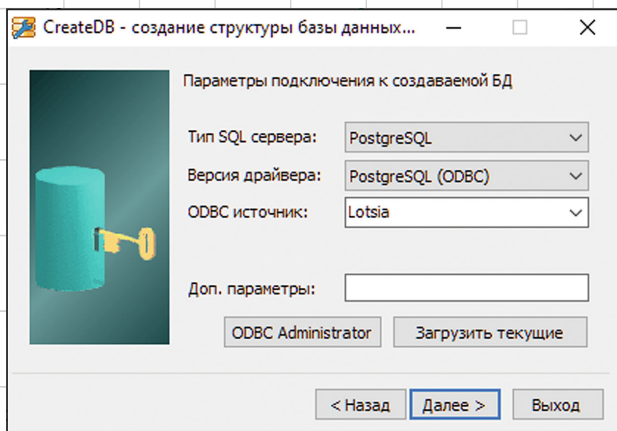 CreateDB - создание структуры базы данных...
Параметры подключения к создаваемой БД
Тип SQL сервера: PostgreSQL
Версия драйвера: PostgreSQL (ODBC)
ODBC источник: Lotsia
Доп. параметры:
ODBC Administrator Загрузить текущие
< Назад Далее > Выход